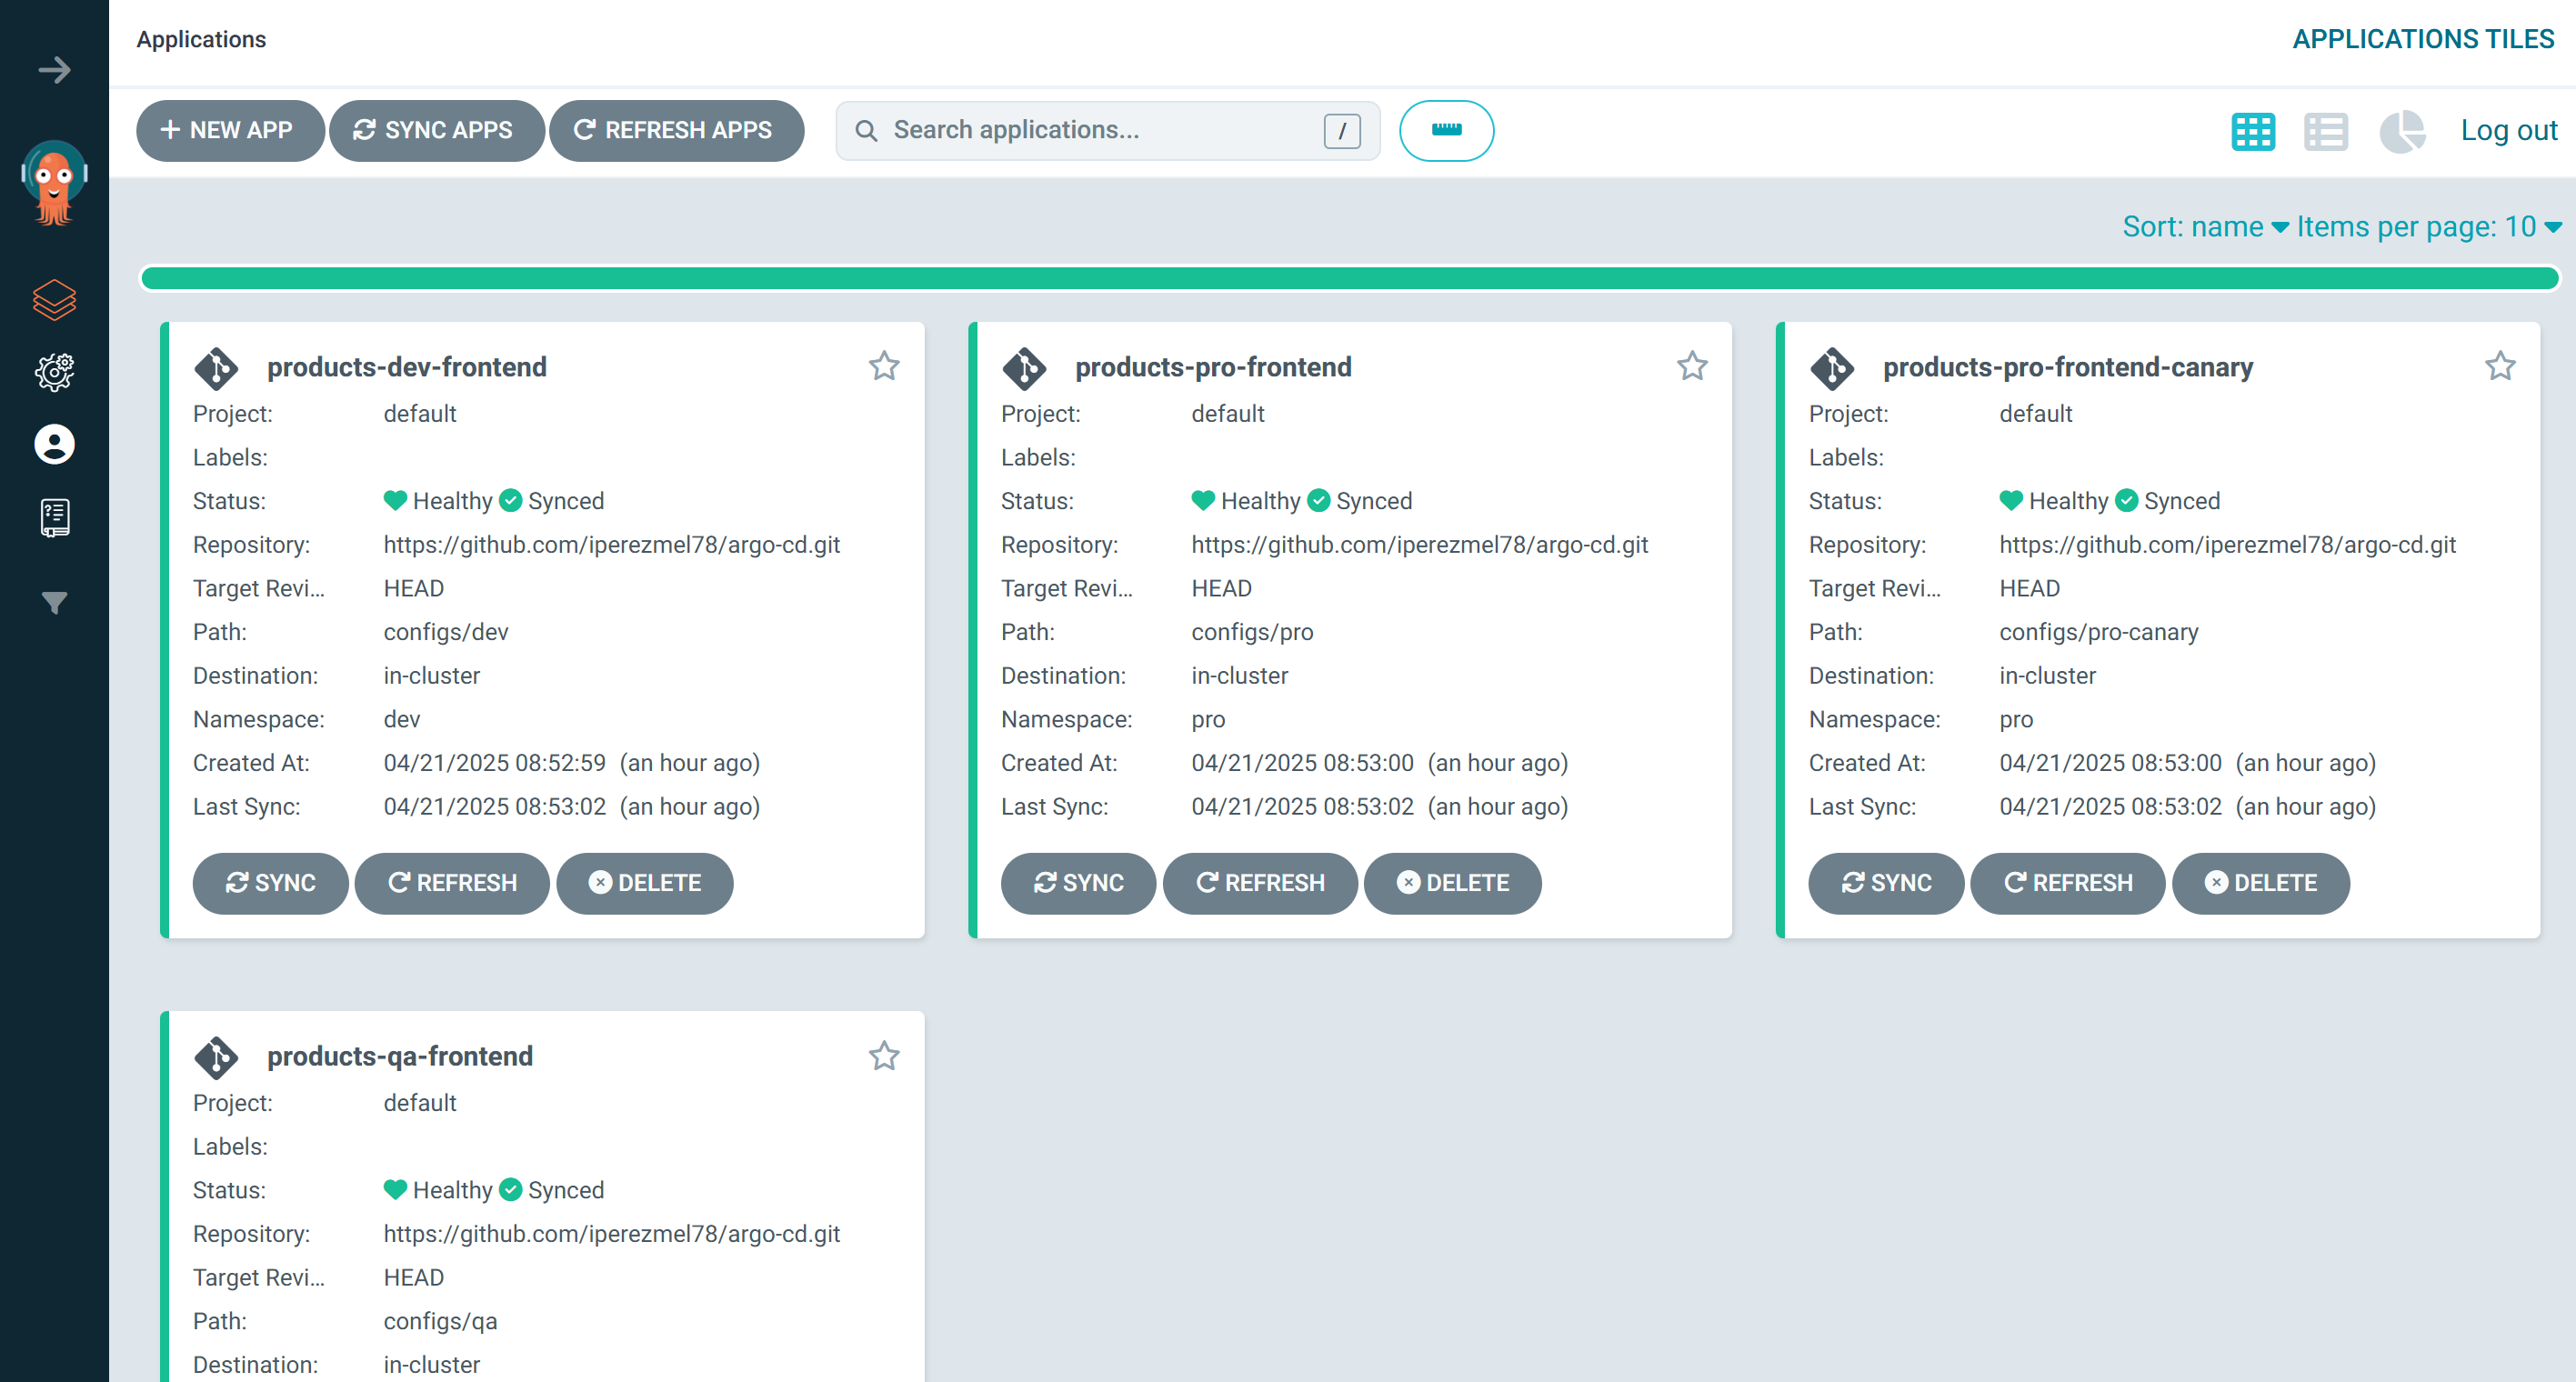 Applications
APPLICATIONS TILES
NEW APP SYNC APPS REFRESH APPS Search applications... / Log out
Sort: name Items per page: 10
products-dev-frontend
Project: default
Labels:
Status: Healthy Synced
Repository: https://github.com/iperezmel78/argo-cd.git
Target Revi... HEAD
Path: configs/dev
Destination: in-cluster
Namespace: dev
Created At: 04/21/2025 08:52:59 (an hour ago)
Last Sync: 04/21/2025 08:53:02 (an hour ago)
SYNC REFRESH DELETE
products-pro-frontend
Project: default
Labels:
Status: Healthy Synced
Repository: https://github.com/iperezmel78/argo-cd.git
Target Revi... HEAD
Path: configs/pro
Destination: in-cluster
Namespace: pro
Created At: 04/21/2025 08:53:00 (an hour ago)
Last Sync: 04/21/2025 08:53:02 (an hour ago)
SYNC REFRESH DELETE
products-pro-frontend-canary
Project: default
Labels:
Status: Healthy Synced
Repository: https://github.com/iperezmel78/argo-cd.git
Target Revi... HEAD
Path: configs/pro-canary
Destination: in-cluster
Namespace: pro
Created At: 04/21/2025 08:53:00 (an hour ago)
Last Sync: 04/21/2025 08:53:02 (an hour ago)
SYNC REFRESH DELETE
products-qa-frontend
Project: default
Labels:
Status: Healthy Synced
Repository: https://github.com/iperezmel78/argo-cd.git
Target Revi... HEAD
Path: configs/qa
Destination: in-cluster